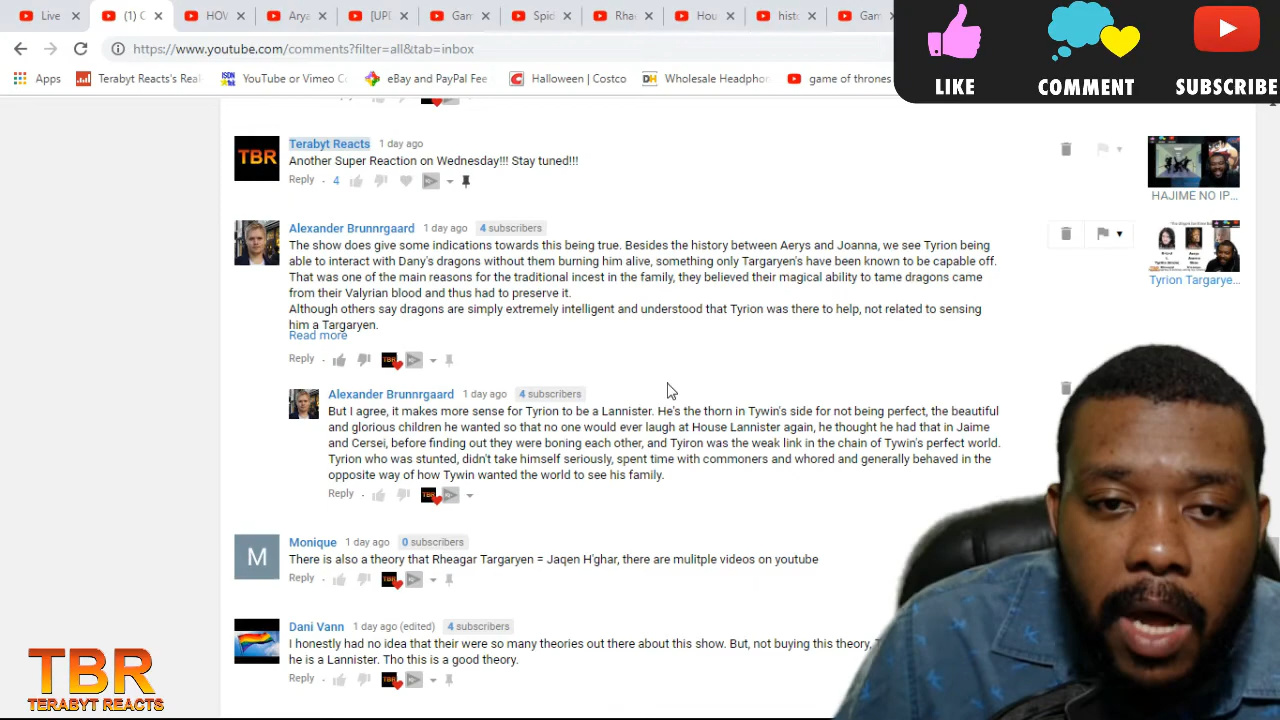 Live
(1) C
HOV
Arya
[UPD
Gam
Spid
Rhae
Hou
histo
Gam
https://www.youtube.com/comments?filter=all&tab=inbox
Apps
Terabyt Reacts's Rea
YouTube or Vimeo C
eBay and PayPal Fee
Halloween | Costco
Wholesale Headpho
game of thrones
LIKE
COMMENT
SUBSCRIBE
TBR
Terabyt Reacts 1 day ago
Another Super Reaction on Wednesday!!! Stay tuned!!!
Reply · 4
HAJIME NO IP...
Alexander Brunnrgaard 1 day ago 4 subscribers
The show does give some indications towards this being true. Besides the history between Aerys and Joanna, we see Tyrion being
able to interact with Dany's dragons without them burning him alive, something only Targaryen's have been known to be capable off.
That was one of the main reasons for the traditional incest in the family, they believed their magical ability to tame dragons came
from their Valyrian blood and thus had to preserve it.
Although others say dragons are simply extremely intelligent and understood that Tyrion was there to help, not related to sensing
him a Targaryen.
Read more
Reply ·
Tyrion Targarye...
Alexander Brunnrgaard 1 day ago 4 subscribers
But I agree, it makes more sense for Tyrion to be a Lannister. He's the thorn in Tywin's side for not being perfect, the beautiful
and glorious children he wanted so that no one would ever laugh at House Lannister again, he thought he had that in Jaime
and Cersei, before finding out they were boning each other, and Tyiron was the weak link in the chain of Tywin's perfect world.
Tyrion who was stunted, didn't take himself seriously, spent time with commoners and whored and generally behaved in the
opposite way of how Tywin wanted the world to see his family.
Reply ·
M
Monique 1 day ago 0 subscribers
There is also a theory that Rheagar Targaryen = Jaqen H'ghar, there are mulitple videos on youtube
Reply ·
Dani Vann 1 day ago (edited) 4 subscribers
I honestly had no idea that their were so many theories out there about this show. But, not buying this theory,
he is a Lannister. Tho this is a good theory.
Reply ·
TBR
TERABYT REACTS